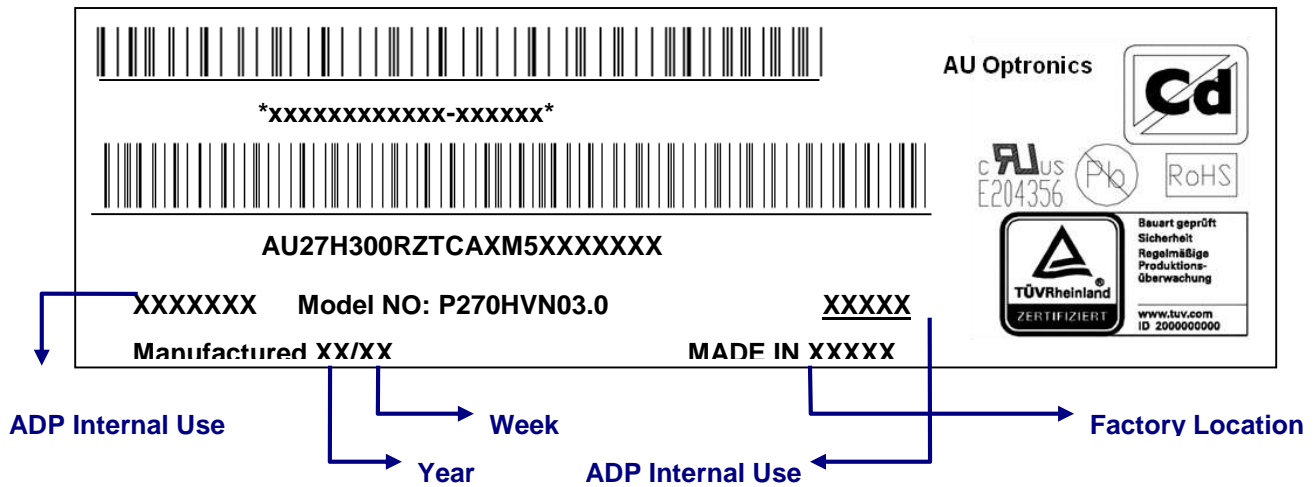 AU Optronics
Cd
*xxxxxxxxxxxx-xxxxxx*
c RU US
E204356
Pb
RoHS
AU27H300RZTCAXM5XXXXXXX
TÜVRheinland
ZERTIFIZIERT
Bauart geprüft
Sicherheit
Regelmäßige
Produktions-
überwachung
www.tuv.com
ID 2000000000
XXXXXXX Model NO: P270HVN03.0 XXXXX
Manufactured XX/XX MADE IN XXXXX
ADP Internal Use
Week
Factory Location
Year
ADP Internal Use